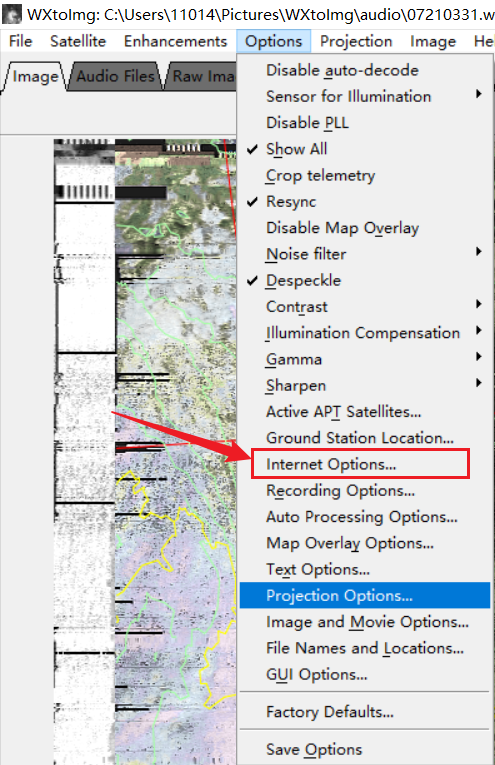 WXtoImg: C:\Users\11014\Pictures\WXtoImg\audio\07210331.w
File Satellite Enhancements Options Projection Image He
Image Audio Files Raw Ima
Disable auto-decode
Sensor for Illumination
Disable PLL
Show All
Crop telemetry
Resync
Disable Map Overlay
Noise filter
Despeckle
Contrast
Illumination Compensation
Gamma
Sharpen
Active APT Satellites...
Ground Station Location...
Internet Options...
Recording Options...
Auto Processing Options...
Map Overlay Options...
Text Options...
Projection Options...
Image and Movie Options...
File Names and Locations...
GUI Options...
Factory Defaults...
Save Options